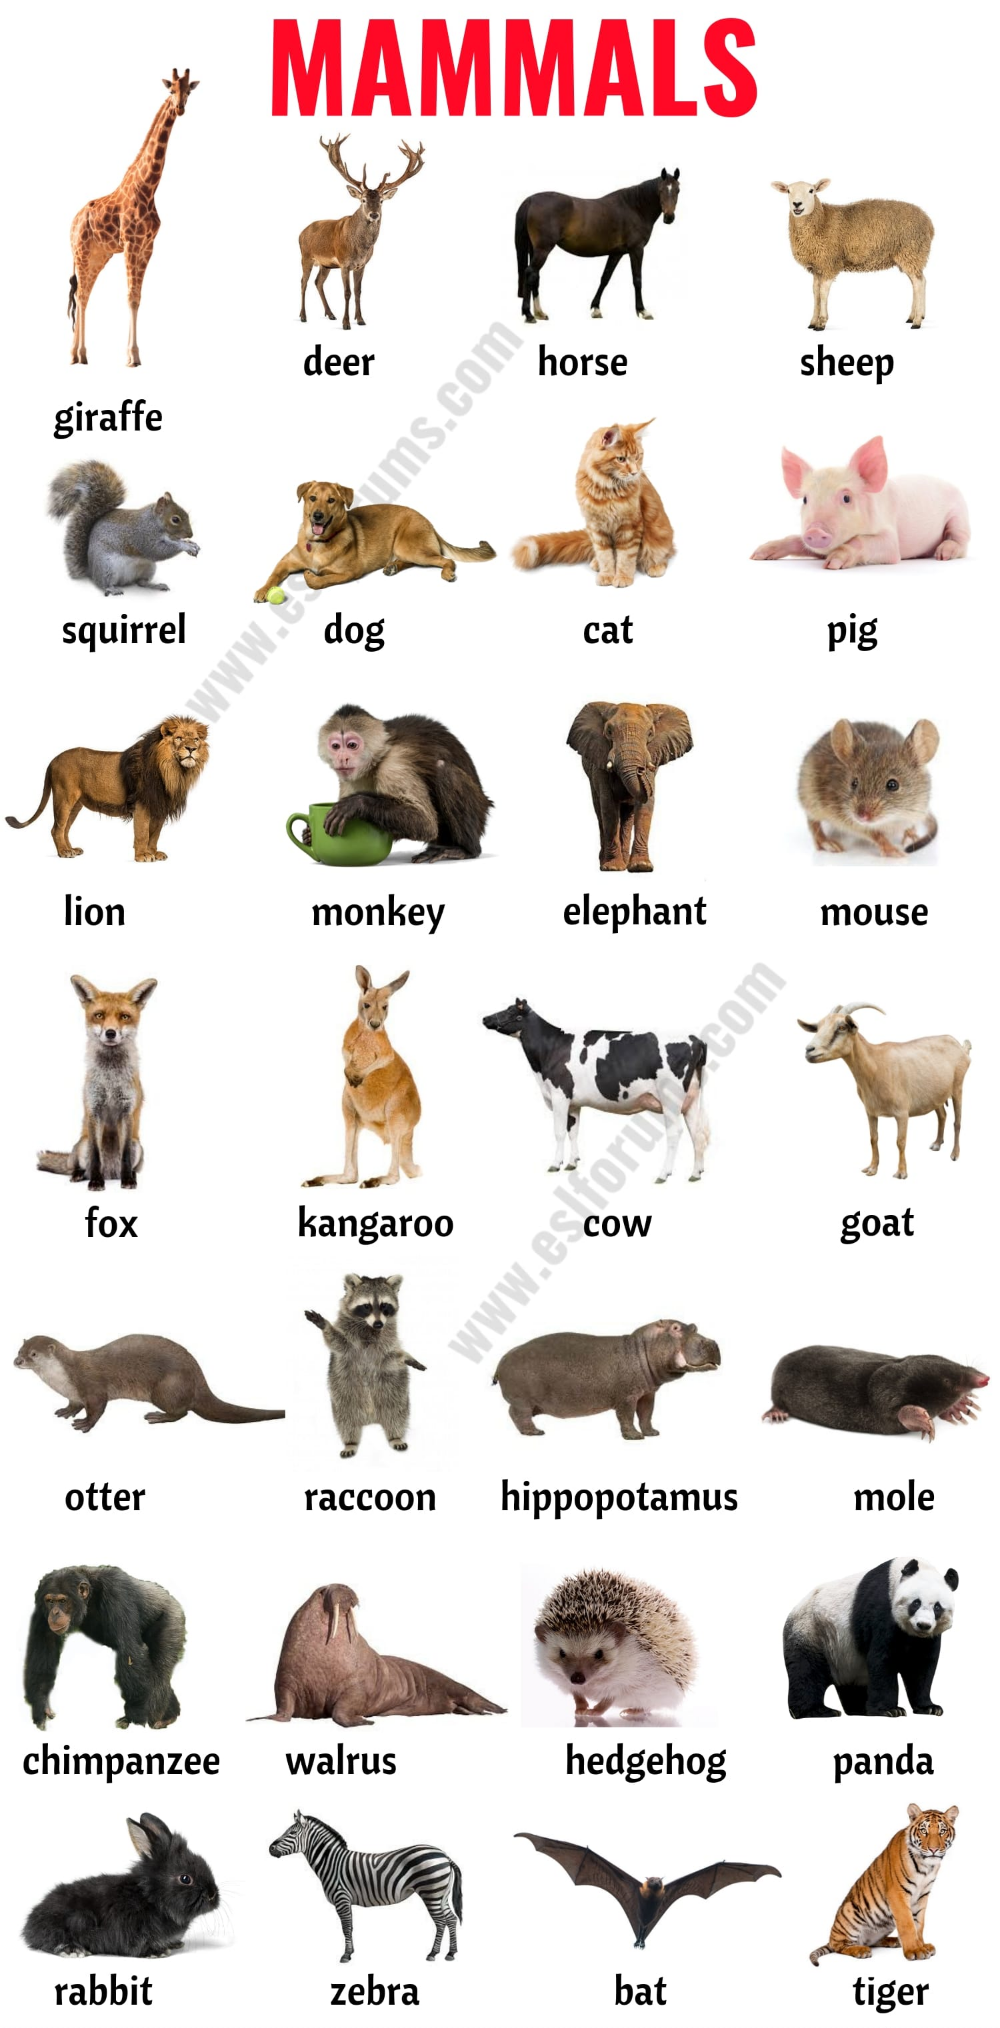 MAMMALS
deer
horse
sheep
giraffe
squirrel
dog
cat
pig
lion
monkey
elephant
mouse
fox
kangaroo
cow
goat
otter
raccoon
hippopotamus
mole
chimpanzee
walrus
hedgehog
panda
rabbit
zebra
bat
tiger
www.eslforums.com
www.eslforums.com